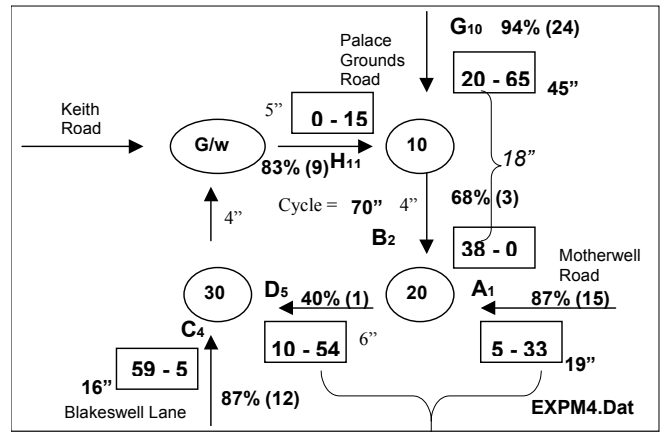 G10 94% (24)
Palace
Grounds
Road
20 - 65
45”
Keith
Road
5”
0 - 15
G/w
10
18”
83% (9) H11
68% (3)
4”
Cycle = 70” 4”
B2
38 - 0
Motherwell
Road
30
D5
40% (1)
20
A1
87% (15)
C4
59 - 5
10 - 54
6”
5 - 33
16”
19”
Blakeswell Lane
87% (12)
EXPM4.Dat